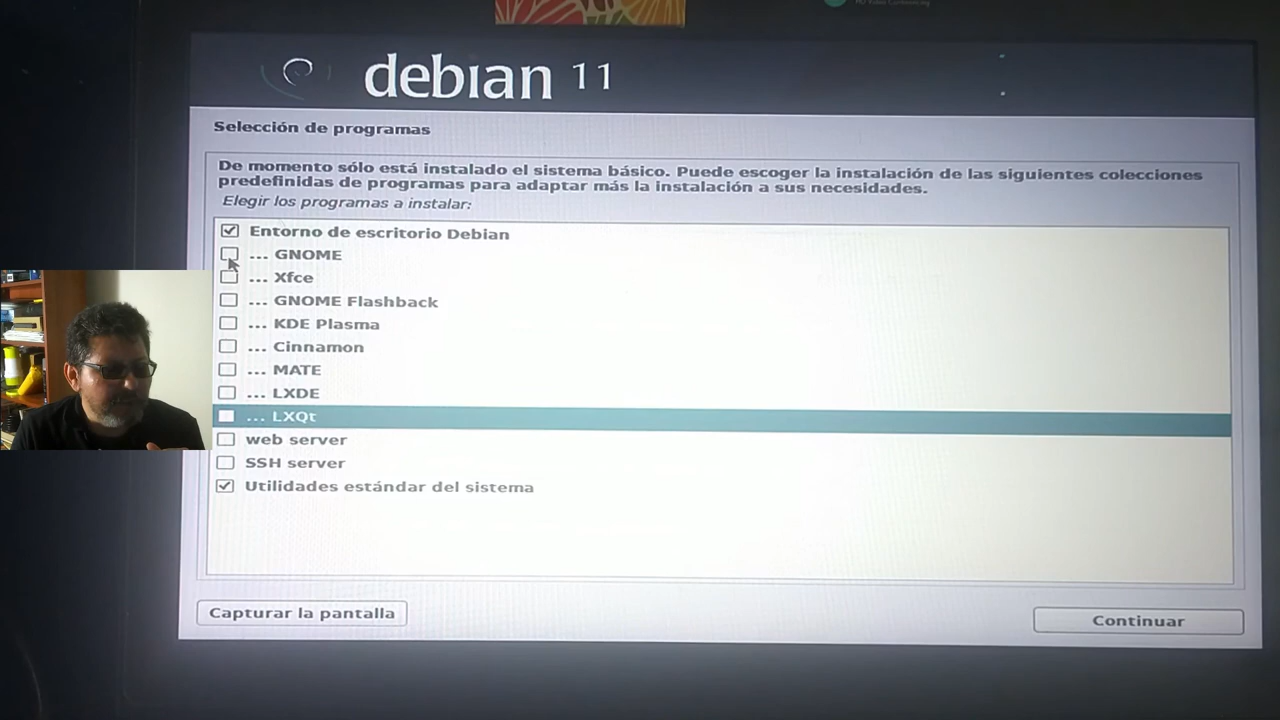 debian 11
Selección de programas
De momento sólo está instalado el sistema básico. Puede escoger la instalación de las siguientes colecciones
predefinidas de programas para adaptar más la instalación a sus necesidades.
Elegir los programas a instalar:
Entorno de escritorio Debian
... GNOME
... Xfce
... GNOME Flashback
... KDE Plasma
... Cinnamon
... MATE
... LXDE
... LXQt
web server
SSH server
Utilidades estándar del sistema
Capturar la pantalla
Continuar